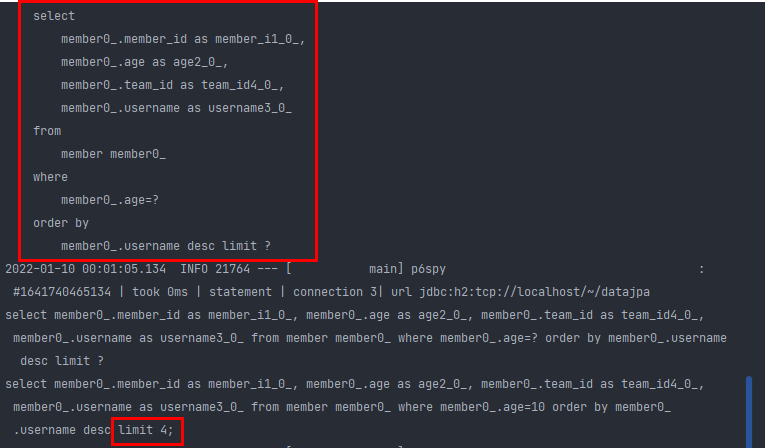 select
member0_.member_id as member_i1_0_,
member0_.age as age2_0_,
member0_.team_id as team_id4_0_,
member0_.username as username3_0_
from
member member0_
where
member0_.age=?
order by
member0_.username desc limit ?
2022-01-10 00:01:05.134  INFO 21764 --- [           main] p6spy                                    :
#1641740465134 | took 0ms | statement | connection 3| url jdbc:h2:tcp://localhost/~/datajpa
select member0_.member_id as member_i1_0_, member0_.age as age2_0_, member0_.team_id as team_id4_0_,
member0_.username as username3_0_ from member member0_ where member0_.age=? order by member0_.username
desc limit ?
select member0_.member_id as member_i1_0_, member0_.age as age2_0_, member0_.team_id as team_id4_0_,
member0_.username as username3_0_ from member member0_ where member0_.age=10 order by member0_
.username desc limit 4;